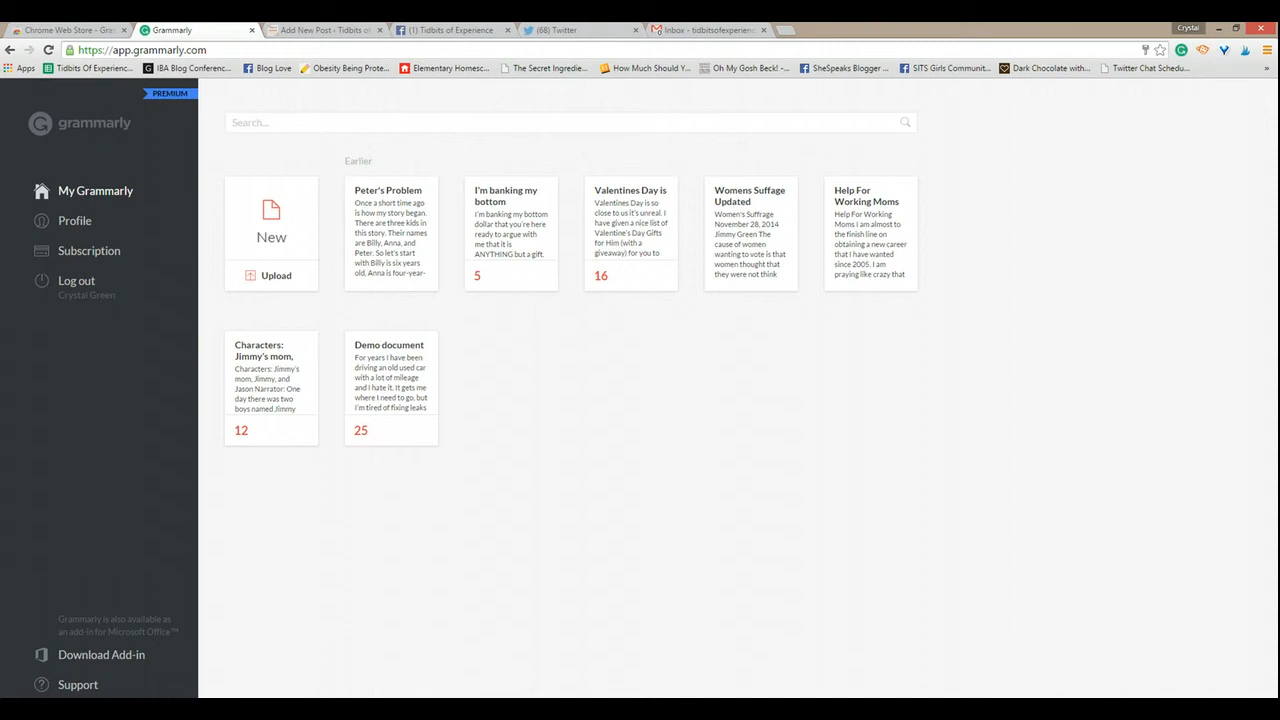 Chrome Web Store - Gra
Grammarly
Add New Post ‹ Tidbits of
(1) Tidbits of Experience
(68) Twitter
Inbox - tidbitsofexperien
Crystal
https://app.grammarly.com
Apps
Tidbits Of Experienc...
IBA Blog Conferenc...
Blog Love
Obesity Being Prote...
Elementary Homesc...
The Secret Ingredie...
How Much Should Y...
Oh My Gosh Beck! -...
SheSpeaks Blogger ...
SITS Girls Communit...
Dark Chocolate with...
Twitter Chat Schedu...
»
PREMIUM
grammarly
My Grammarly
Profile
Subscription
Log out
Crystal Green
Grammarly is also available as
an add-in for Microsoft Office™
Download Add-in
Support
Search...
Earlier
New
Upload
Peter's Problem
Once a short time ago
is how my story began.
There are three kids in
this story. Their names
are Billy, Anna, and
Peter. So let's start
with Billy is six years
old, Anna is four-year-
I'm banking my
bottom
I'm banking my bottom
dollar that you're here
ready to argue with
me that it is
ANYTHING but a gift.
5
Valentines Day is
Valentines Day is so
close to us it's unreal. I
have given a nice list of
Valentine's Day Gifts
for Him (with a
giveaway) for you to
16
Womens Suffage
Updated
Women's Suffrage
November 28, 2014
Jimmy Green The
cause of women
wanting to vote is that
women thought that
they were not think
Help For
Working Moms
Help For Working
Moms I am almost to
the finish line on
obtaining a new career
that I have wanted
since 2005. I am
praying like crazy that
Characters:
Jimmy's mom,
Characters: Jimmy's
mom, Jimmy, and
Jason Narrator: One
day there was two
boys named Jimmy
12
Demo document
For years I have been
driving an old used car
with a lot of mileage
and I hate it. It gets me
where I need to go, but
I'm tired of fixing leaks
25